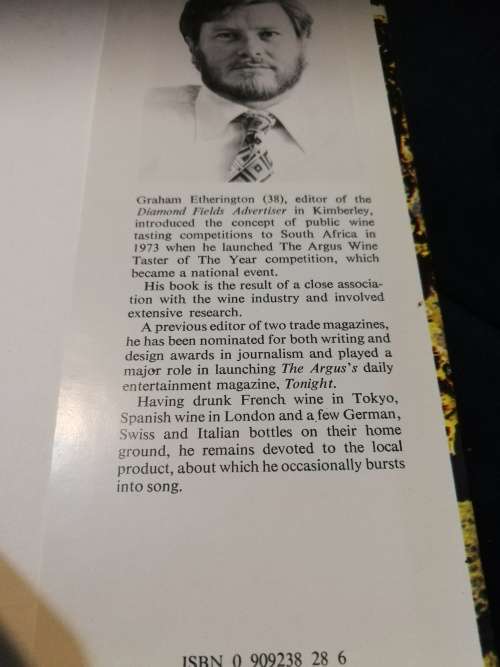 Graham Etherington (38), editor of the
Diamond Fields Advertiser in Kimberley,
introduced the concept of public wine
tasting competitions to South Africa in
1973 when he launched The Argus Wine
Taster of The Year competition, which
became a national event.
His book is the result of a close associa-
tion with the wine industry and involved
extensive research.
A previous editor of two trade magazines,
he has been nominated for both writing and
design awards in journalism and played a
major role in launching The Argus's daily
entertainment magazine, Tonight.
Having drunk French wine in Tokyo,
Spanish wine in London and a few German,
Swiss and Italian bottles on their home
ground, he remains devoted to the local
product, about which he occasionally bursts
into song.
ISBN 0 909238 28 6